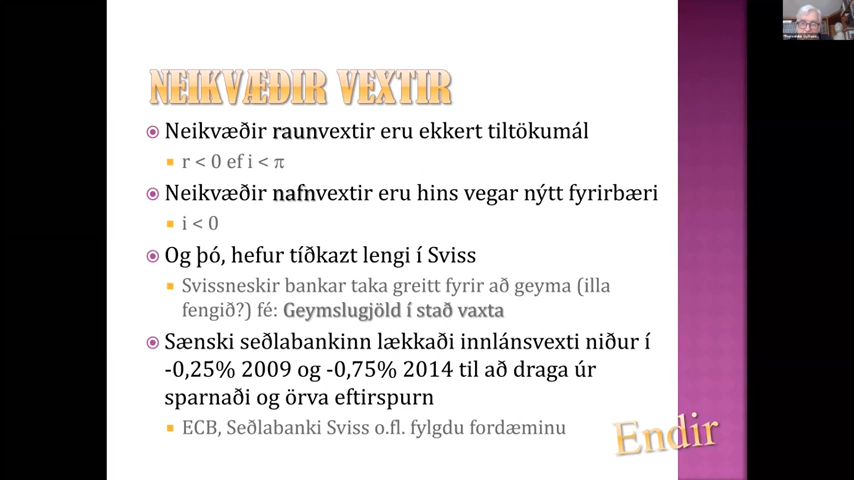 NEIKVÆÐIR VEXTIR
Neikvæðir raunvextir eru ekkert tiltökumál
r < 0 ef i < π
Neikvæðir nafnvextir eru hins vegar nýtt fyrirbæri
i < 0
Og þó, hefur tíðkazt lengi í Sviss
Svissneskir bankar taka greitt fyrir að geyma (illa
fengið?) fé: Geymslugjöld í stað vaxta
Sænski seðlabankinn lækkaði innlánsvexti niður í
-0,25% 2009 og -0,75% 2014 til að draga úr
sparnaði og örva eftirspurn
ECB, Seðlabanki Sviss o.fl. fylgdu fordæminu
Endir